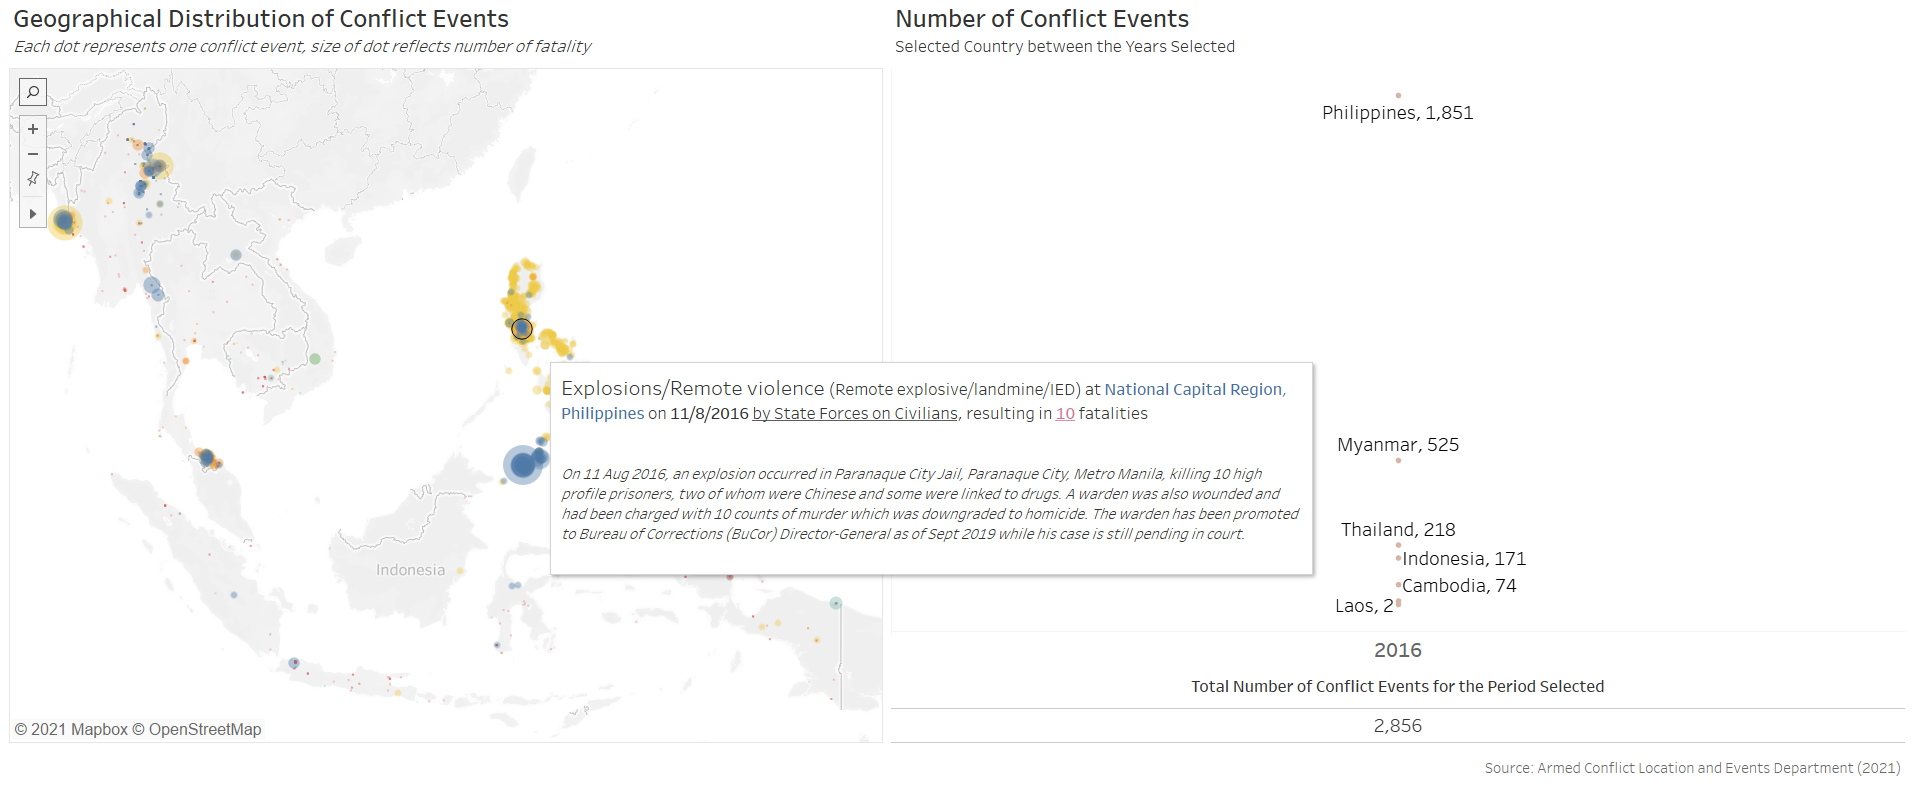 Geographical Distribution of Conflict Events
Each dot represents one conflict event, size of dot reflects number of fatality
Indonesia
© 2021 Mapbox © OpenStreetMap
Explosions/Remote violence (Remote explosive/landmine/IED) at National Capital Region,
Philippines on 11/8/2016 by State Forces on Civilians, resulting in 10 fatalities
On 11 Aug 2016, an explosion occurred in Paranaque City Jail, Paranaque City, Metro Manila, killing 10 high
profile prisoners, two of whom were Chinese and some were linked to drugs. A warden was also wounded and
had been charged with 10 counts of murder which was downgraded to homicide. The warden has been promoted
to Bureau of Corrections (BuCor) Director-General as of Sept 2019 while his case is still pending in court.
Number of Conflict Events
Selected Country between the Years Selected
Philippines, 1,851
Myanmar, 525
Thailand, 218
Indonesia, 171
Cambodia, 74
Laos, 2
2016
Total Number of Conflict Events for the Period Selected
2,856
Source: Armed Conflict Location and Events Department (2021)